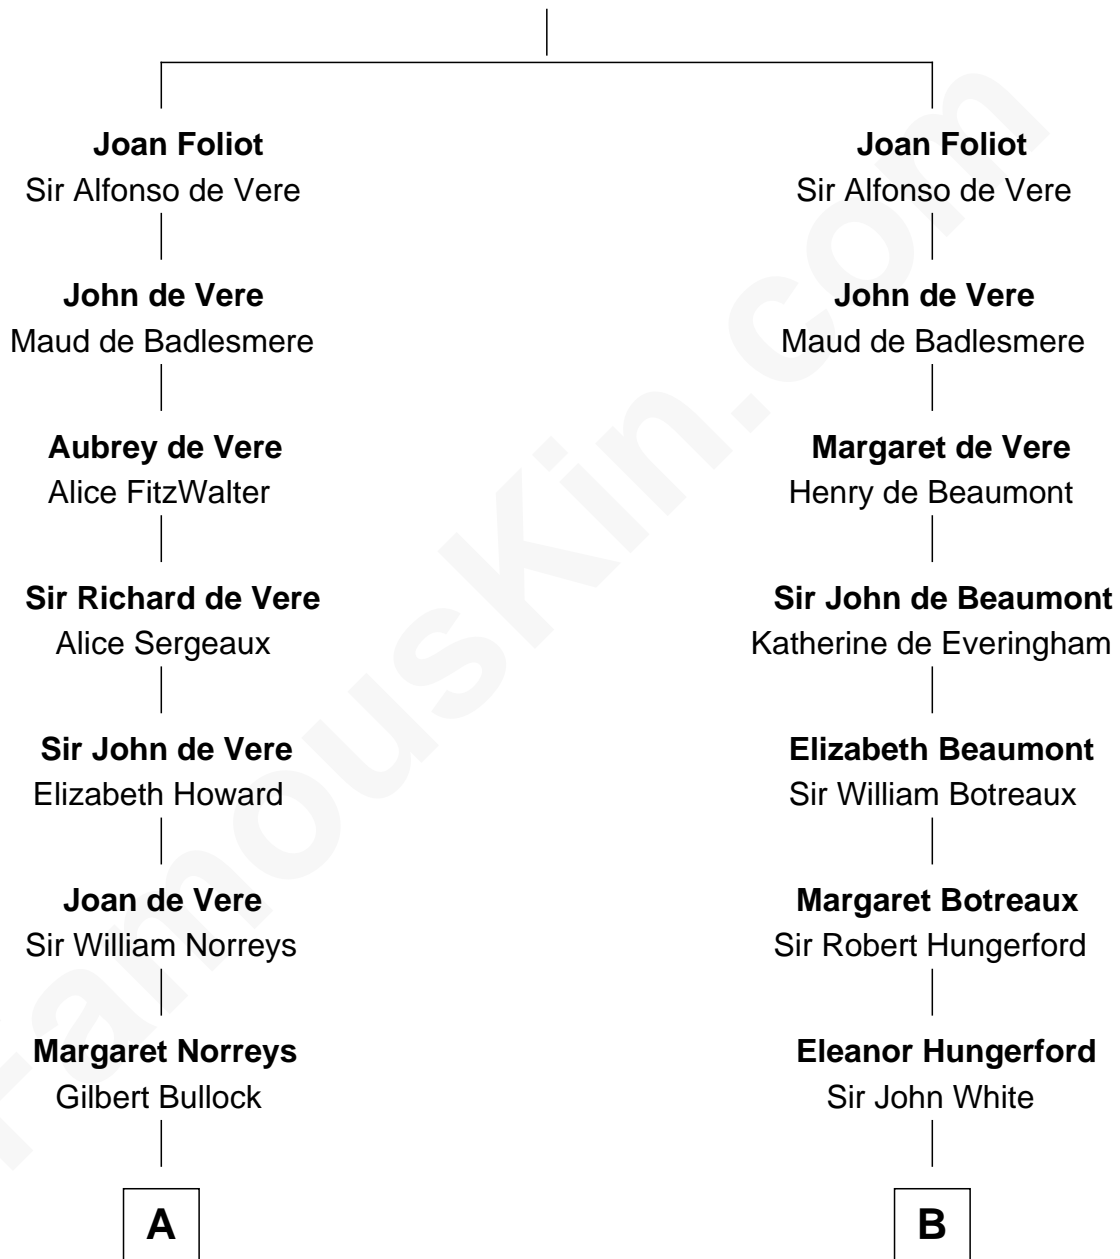 Joan Foliot
Sir Alfonso de Vere
John de Vere
Maud de Badlesmere
Aubrey de Vere
Alice FitzWalter
Sir Richard de Vere
Alice Sergeaux
Sir John de Vere
Elizabeth Howard
Joan de Vere
Sir William Norreys
Margaret Norreys
Gilbert Bullock
A
Joan Foliot
Sir Alfonso de Vere
John de Vere
Maud de Badlesmere
Margaret de Vere
Henry de Beaumont
Sir John de Beaumont
Katherine de Everingham
Elizabeth Beaumont
Sir William Botreaux
Margaret Botreaux
Sir Robert Hungerford
Eleanor Hungerford
Sir John White
B
FamousKin.com